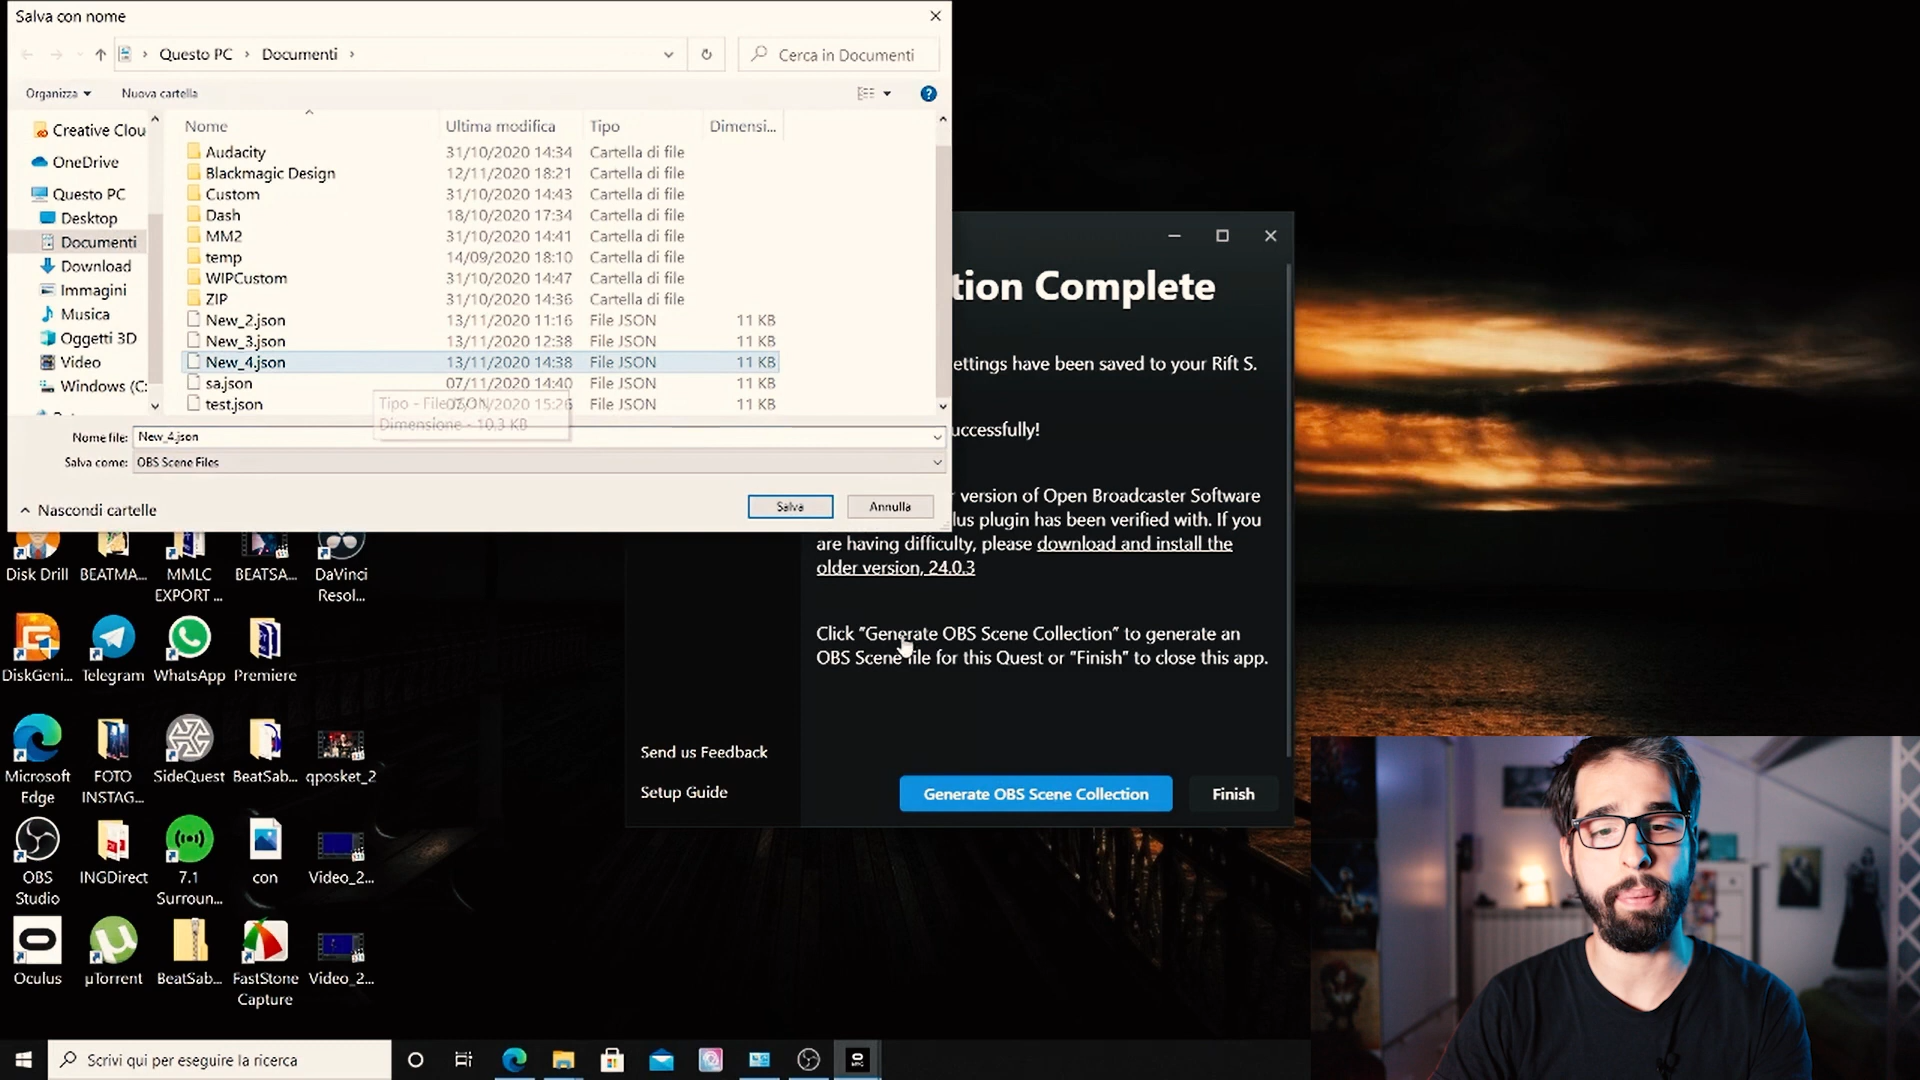 Salva con nome
Questo PC
Documenti
Cerca in Documenti
Organizza
Nuova cartella
Creative Clou
OneDrive
Questo PC
Desktop
Documenti
Download
Immagini
Musica
Oggetti 3D
Video
Windows (C:
Nome Ultima modifica Tipo Dimensi...
Audacity 31/10/2020 14:34 Cartella di file
Blackmagic Design 12/11/2020 18:21 Cartella di file
Custom 31/10/2020 14:43 Cartella di file
Dash 18/10/2020 17:34 Cartella di file
MM2 31/10/2020 14:41 Cartella di file
temp 14/09/2020 18:10 Cartella di file
WIPCustom 31/10/2020 14:47 Cartella di file
ZIP 31/10/2020 14:36 Cartella di file
New_2.json 13/11/2020 11:16 File JSON 11 KB
New_3.json 13/11/2020 12:38 File JSON 11 KB
New_4.json 13/11/2020 14:38 File JSON 11 KB
sa.json 07/11/2020 14:40 File JSON 11 KB
test.json 07/11/2020 15:26 File JSON 11 KB
Tipo - File JSON
Dimensione - 10.3 KB
Nome file: New_4.json
Salva come: OBS Scene Files
Nascondi cartelle
Salva
Annulla
tion Complete
ettings have been saved to your Rift S.
uccessfully!
version of Open Broadcaster Software
lus plugin has been verified with. If you
are having difficulty, please download and install the
older version, 24.0.3
Click "Generate OBS Scene Collection" to generate an
OBS Scene file for this Quest or "Finish" to close this app.
Send us Feedback
Setup Guide
Generate OBS Scene Collection
Finish
Disk Drill
BEATMA...
MMLC
EXPORT ...
BEATSA...
DaVinci
Resol...
DiskGeni...
Telegram
WhatsApp
Premiere
Microsoft
Edge
FOTO
INSTAG...
SideQuest
BeatSab...
qposket_2
OBS
Studio
INGDirect
7.1
Surroun...
con
Video_2...
Oculus
µTorrent
BeatSab...
FastStone
Capture
Video_2...
Scrivi qui per eseguire la ricerca